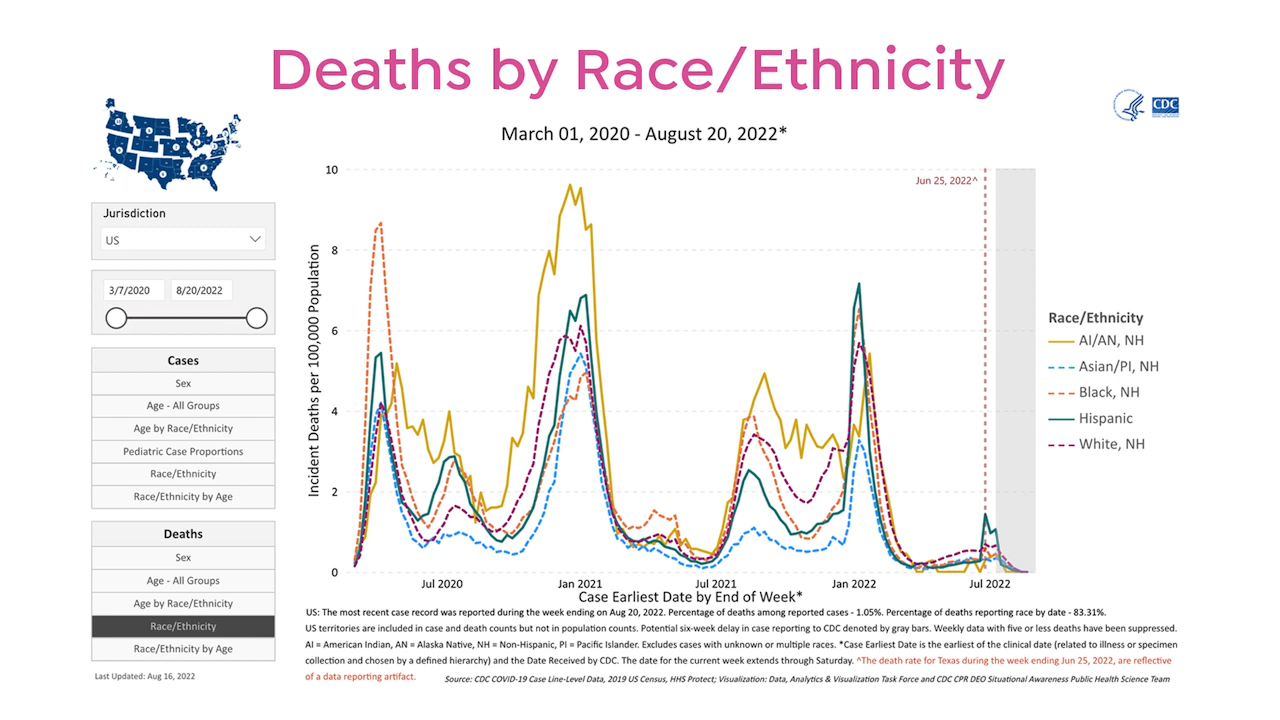 Deaths by Race/Ethnicity
CDC
March 01, 2020 - August 20, 2022*
Jurisdiction
US
3/7/2020 8/20/2022
Cases
Sex
Age - All Groups
Age by Race/Ethnicity
Pediatric Case Proportions
Race/Ethnicity
Race/Ethnicity by Age
Deaths
Sex
Age - All Groups
Age by Race/Ethnicity
Race/Ethnicity
Race/Ethnicity by Age
Last Updated: Aug 16, 2022
Incident Deaths per 100,000 Population
10
8
6
4
2
0
Jun 25, 2022^
Jul 2020 Jan 2021 Jul 2021 Jan 2022 Jul 2022
Case Earliest Date by End of Week*
Race/Ethnicity
AI/AN, NH
Asian/PI, NH
Black, NH
Hispanic
White, NH
US: The most recent case record was reported during the week ending on Aug 20, 2022. Percentage of deaths among reported cases - 1.05%. Percentage of deaths reporting race by date - 83.31%.
US territories are included in case and death counts but not in population counts. Potential six-week delay in case reporting to CDC denoted by gray bars. Weekly data with five or less deaths have been suppressed.
AI = American Indian, AN = Alaska Native, NH = Non-Hispanic, PI = Pacific Islander. Excludes cases with unknown or multiple races. *Case Earliest Date is the earliest of the clinical date (related to illness or specimen
collection and chosen by a defined hierarchy) and the Date Received by CDC. The date for the current week extends through Saturday. ^The death rate for Texas during the week ending Jun 25, 2022, are reflective
of a data reporting artifact.
Source: CDC COVID-19 Case Line-Level Data, 2019 US Census, HHS Protect; Visualization: Data, Analytics & Visualization Task Force and CDC CPR DEO Situational Awareness Public Health Science Team